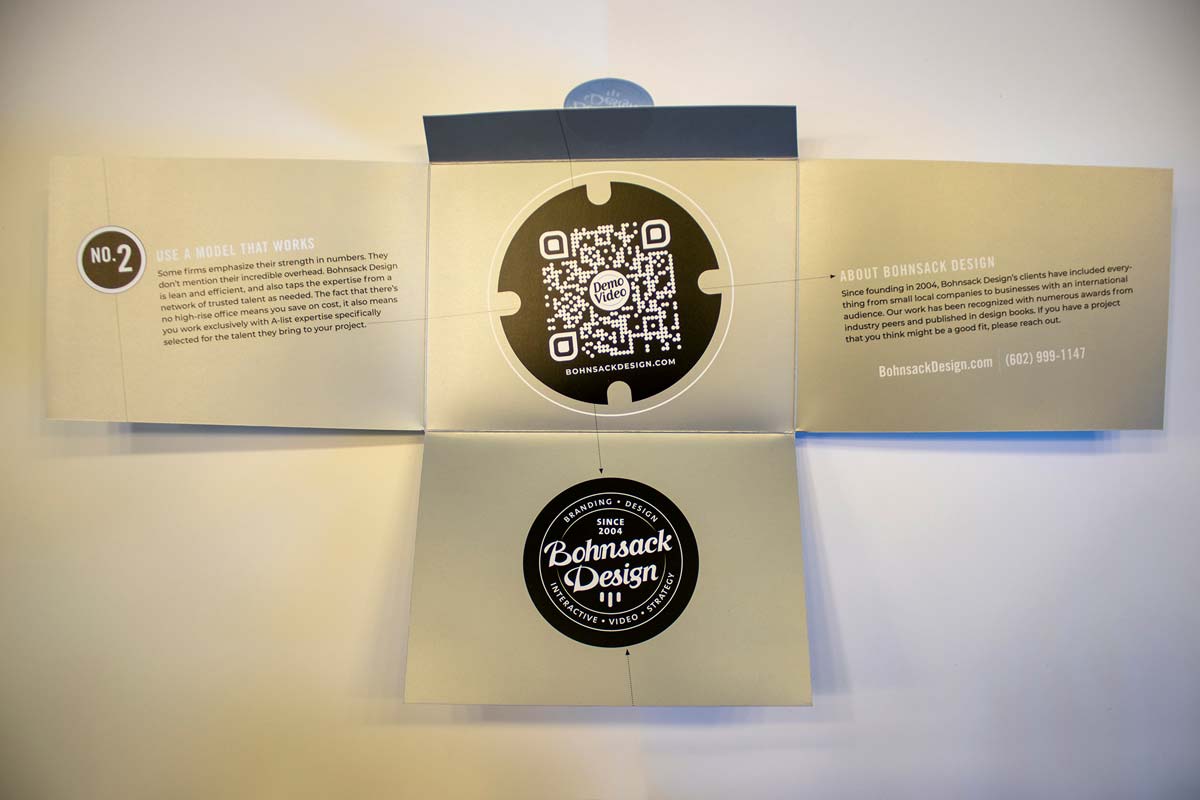 Design
NO. 2
USE A MODEL THAT WORKS
Some firms emphasize their strength in numbers. They
don't mention their incredible overhead. Bohnsack Design
is lean and efficient, and also taps the expertise from a
network of trusted talent as needed. The fact that there's
no high-rise office means you save on cost, it also means
you work exclusively with A-list expertise specifically
selected for the talent they bring to your project.
Demo
Video
BOHNSACKDESIGN.COM
ABOUT BOHNSACK DESIGN
Since founding in 2004, Bohnsack Design's clients have included every-
thing from small local companies to businesses with an international
audience. Our work has been recognized with numerous awards from
industry peers and published in design books. If you have a project
that you think might be a good fit, please reach out.
BohnsackDesign.com | (602) 999-1147
BRANDING • DESIGN
SINCE
2004
Bohnsack
Design
INTERACTIVE • VIDEO • STRATEGY